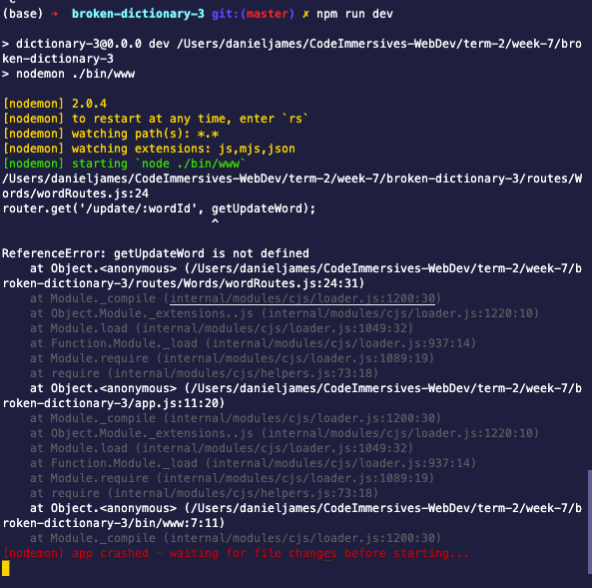 (base) → broken-dictionary-3 git:(master) ✗ npm run dev
> dictionary-3@0.0.0 dev /Users/danieljames/CodeImmersives-WebDev/term-2/week-7/bro
ken-dictionary-3
> nodemon ./bin/www
[nodemon] 2.0.4
[nodemon] to restart at any time, enter `rs`
[nodemon] watching path(s): *.*
[nodemon] watching extensions: js,mjs,json
[nodemon] starting `node ./bin/www`
/Users/danieljames/CodeImmersives-WebDev/term-2/week-7/broken-dictionary-3/routes/W
ords/wordRoutes.js:24
router.get('/update/:wordId', getUpdateWord);
^
ReferenceError: getUpdateWord is not defined
at Object.<anonymous> (/Users/danieljames/CodeImmersives-WebDev/term-2/week-7/b
roken-dictionary-3/routes/Words/wordRoutes.js:24:31)
at Module._compile (internal/modules/cjs/loader.js:1200:30)
at Object.Module._extensions..js (internal/modules/cjs/loader.js:1220:10)
at Module.load (internal/modules/cjs/loader.js:1049:32)
at Function.Module._load (internal/modules/cjs/loader.js:937:14)
at Module.require (internal/modules/cjs/loader.js:1089:19)
at require (internal/modules/cjs/helpers.js:73:18)
at Object.<anonymous> (/Users/danieljames/CodeImmersives-WebDev/term-2/week-7/b
roken-dictionary-3/app.js:11:20)
at Module._compile (internal/modules/cjs/loader.js:1200:30)
at Object.Module._extensions..js (internal/modules/cjs/loader.js:1220:10)
at Module.load (internal/modules/cjs/loader.js:1049:32)
at Function.Module._load (internal/modules/cjs/loader.js:937:14)
at Module.require (internal/modules/cjs/loader.js:1089:19)
at require (internal/modules/cjs/helpers.js:73:18)
at Object.<anonymous> (/Users/danieljames/CodeImmersives-WebDev/term-2/week-7/b
roken-dictionary-3/bin/www:7:11)
at Module._compile (internal/modules/cjs/loader.js:1200:30)
[nodemon] app crashed - waiting for file changes before starting...